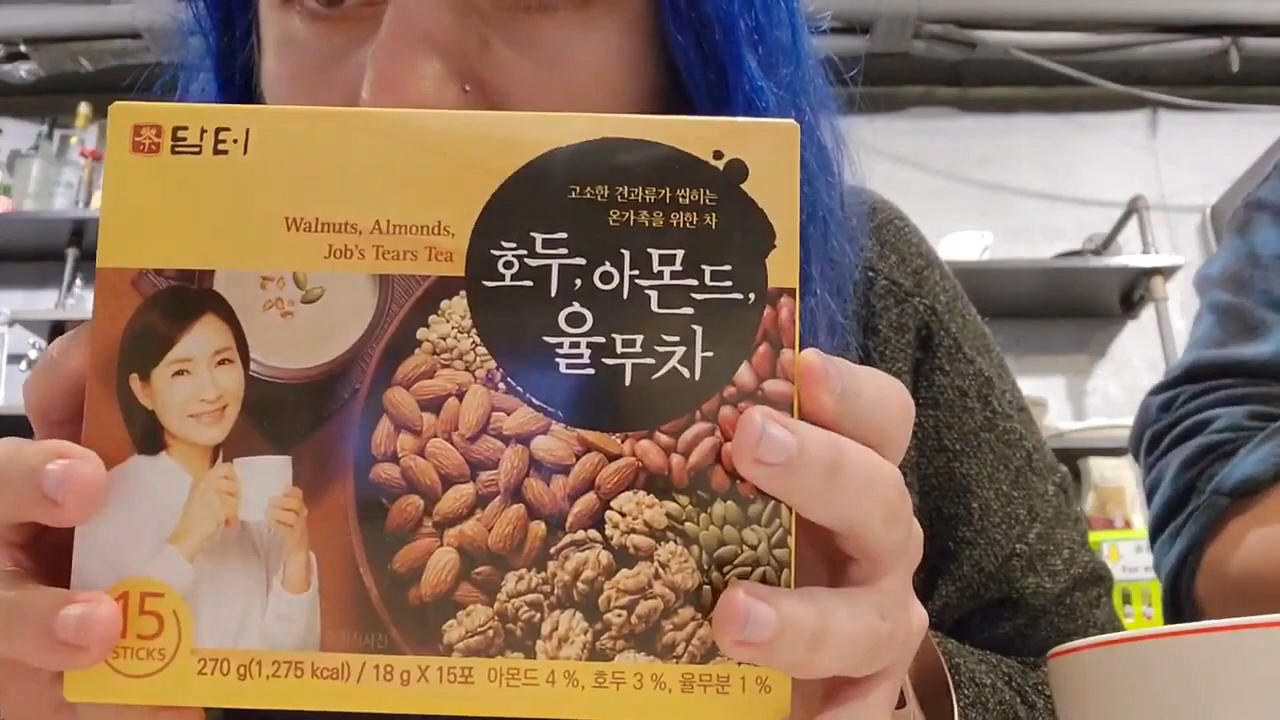 茶 담터
Walnuts, Almonds,
Job's Tears Tea
고소한 견과류가 씹히는
온가족을 위한 차
호두, 아몬드,
율무차
15
STICKS
270 g(1,275 kcal) / 18 g X 15포 아몬드 4 %, 호두 3 %, 율무분 1 %